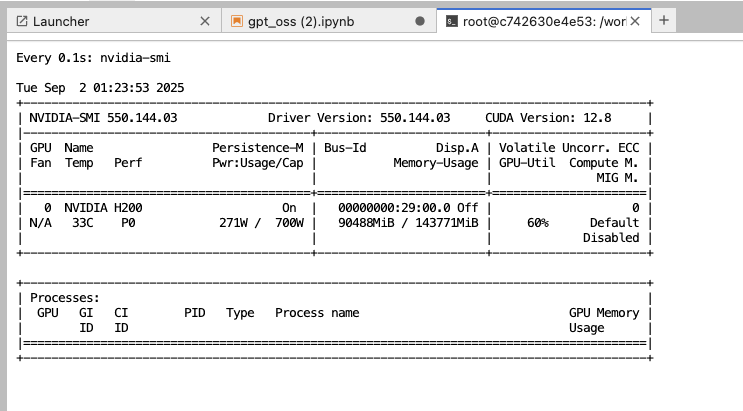 Launcher
gpt_oss (2).ipynb
root@c742630e4e53: /worl
Every 0.1s: nvidia-smi
Tue Sep  2 01:23:53 2025
NVIDIA-SMI 550.144.03 Driver Version: 550.144.03 CUDA Version: 12.8
GPU Name Persistence-M | Bus-Id Disp.A | Volatile Uncorr. ECC
Fan Temp Perf Pwr:Usage/Cap | Memory-Usage | GPU-Util Compute M.
MIG M.
0 NVIDIA H200 On | 00000000:29:00.0 Off | 0
N/A 33C P0 271W / 700W | 90488MiB / 143771MiB | 60% Default
Disabled
Processes:
GPU GI CI PID Type Process name GPU Memory
ID ID Usage